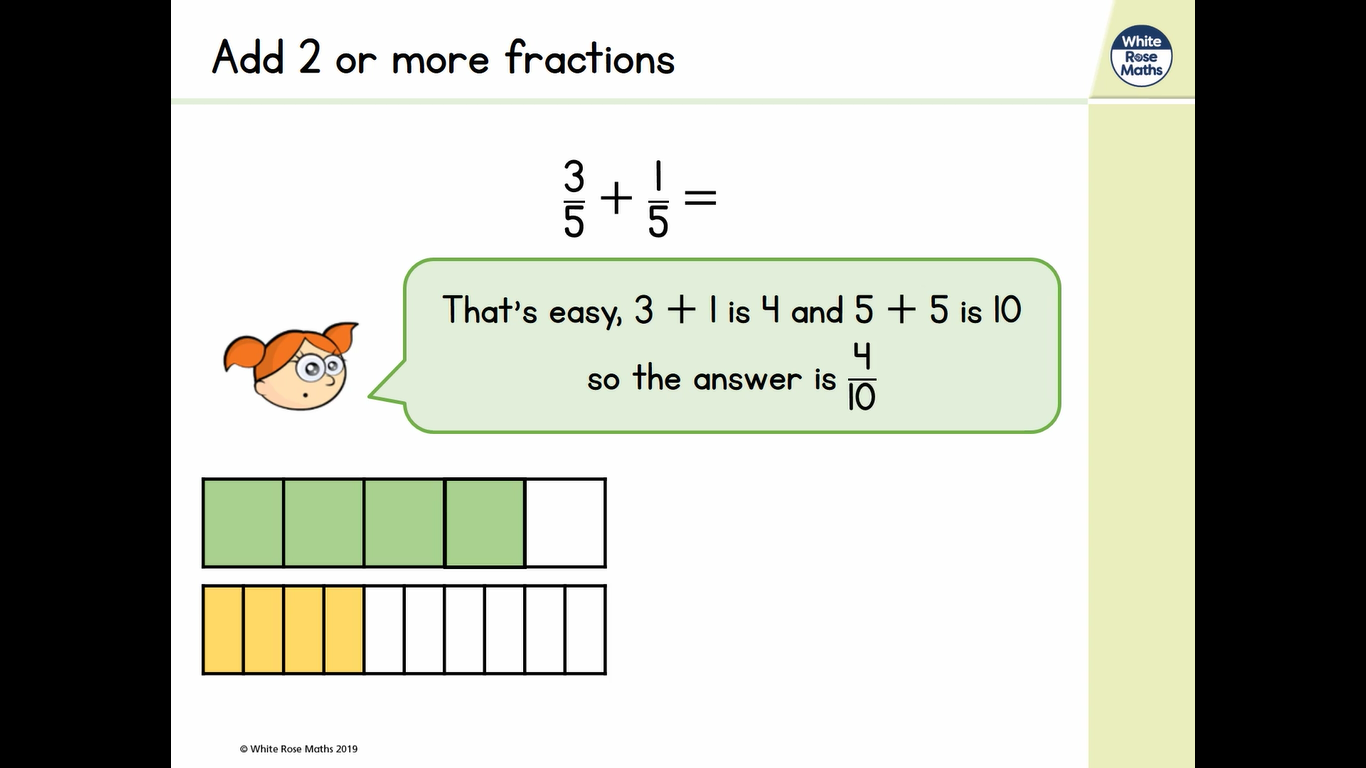 Add 2 or more fractions
White
Rose
Maths
3/5 + 1/5 =
That's easy, 3 + 1 is 4 and 5 + 5 is 10
so the answer is 4/10
© White Rose Maths 2019